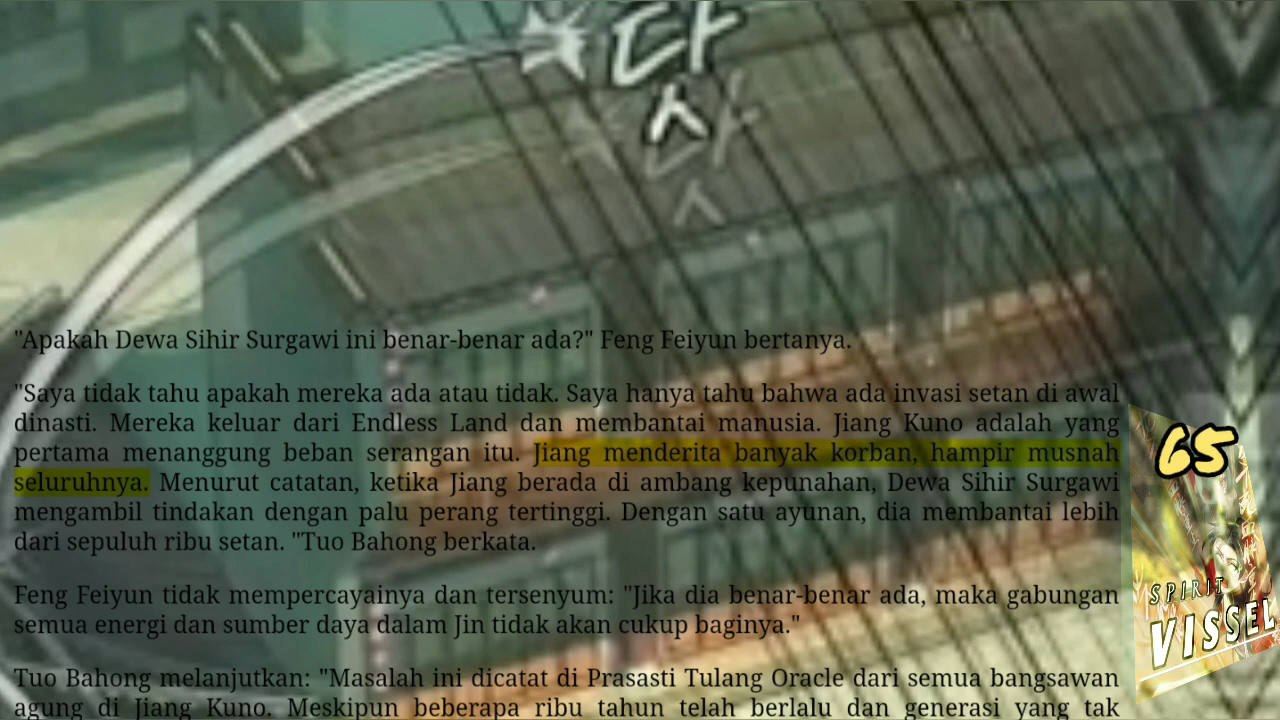 다
사
사
"Apakah Dewa Sihir Surgawi ini benar-benar ada?" Feng Feiyun bertanya.
"Saya tidak tahu apakah mereka ada atau tidak. Saya hanya tahu bahwa ada invasi setan di awal
dinasti. Mereka keluar dari Endless Land dan membantai manusia. Jiang Kuno adalah yang
pertama menanggung beban serangan itu. Jiang menderita banyak korban, hampir musnah
seluruhnya. Menurut catatan, ketika Jiang berada di ambang kepunahan, Dewa Sihir Surgawi
mengambil tindakan dengan palu perang tertinggi. Dengan satu ayunan, dia membantai lebih
dari sepuluh ribu setan. "Tuo Bahong berkata.
Feng Feiyun tidak mempercayainya dan tersenyum: "Jika dia benar-benar ada, maka gabungan
semua energi dan sumber daya dalam Jin tidak akan cukup baginya."
Tuo Bahong melanjutkan: "Masalah ini dicatat di Prasasti Tulang Oracle dari semua bangsawan
agung di Jiang Kuno. Meskipun beberapa ribu tahun telah berlalu dan generasi yang tak
65
SPIRIT
VISSEL